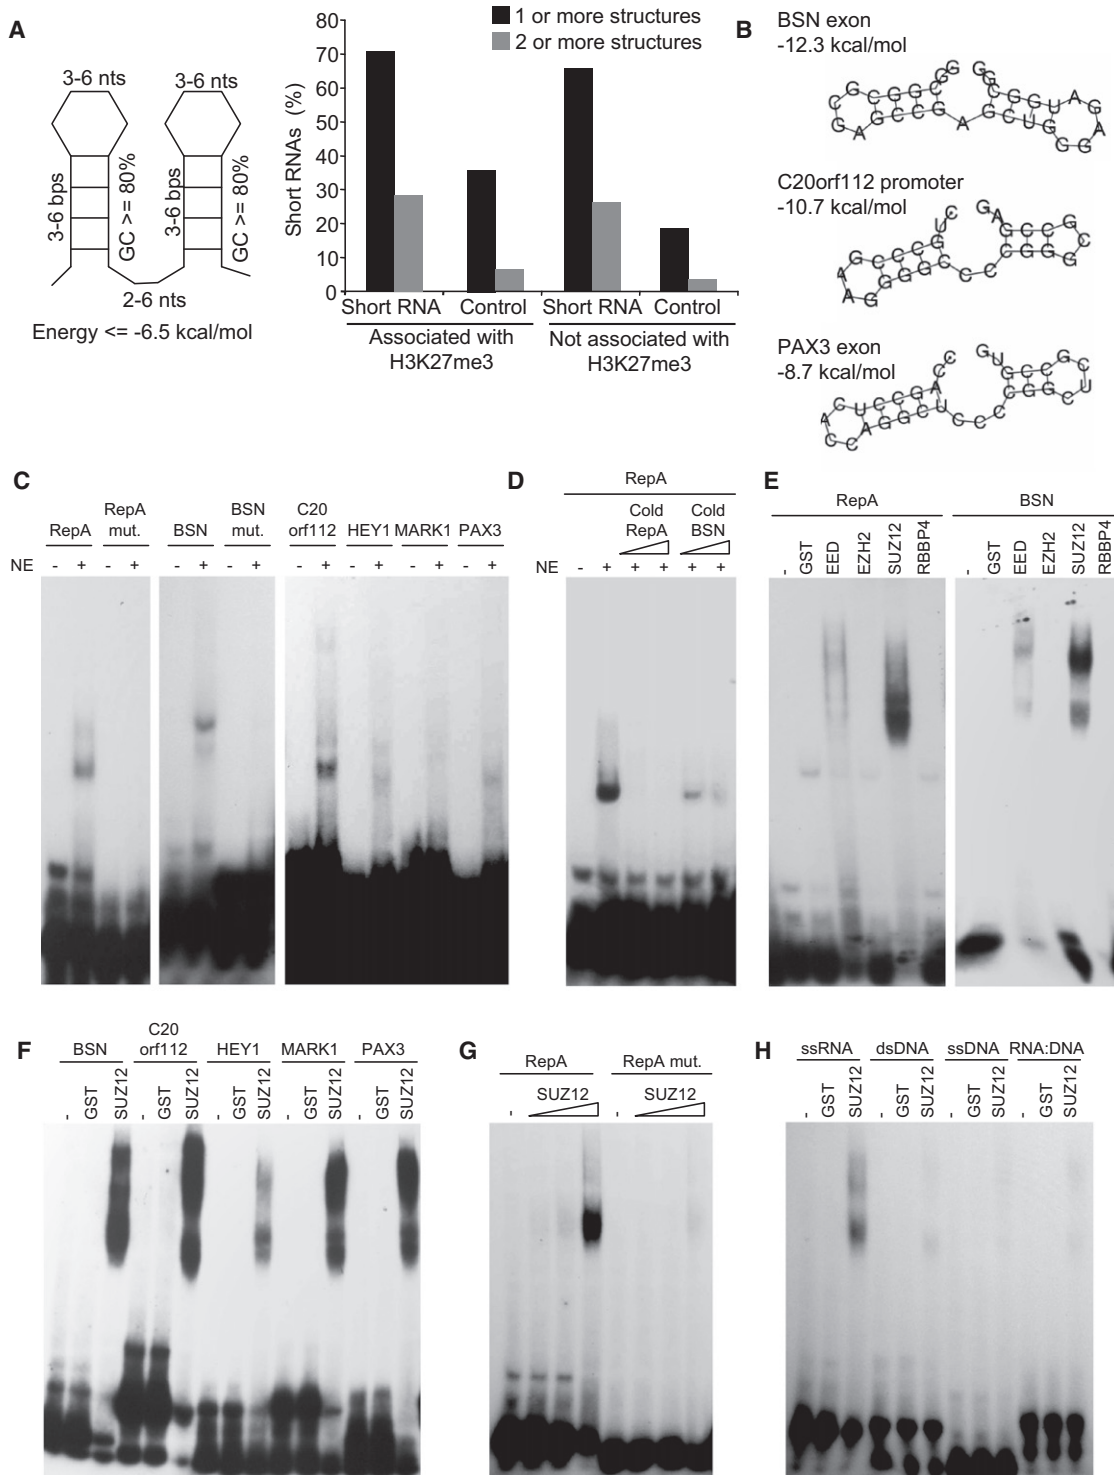 A
3-6 nts
3-6 nts
3-6 bps
GC >= 80%
3-6 bps
GC >= 80%
2-6 nts
Energy <= -6.5 kcal/mol
1 or more structures
2 or more structures
Short RNAs (%)
80
70
60
50
40
30
20
10
0
Short RNA
Control
Short RNA
Control
Associated with
H3K27me3
Not associated with
H3K27me3
B
BSN exon
-12.3 kcal/mol
C20orf112 promoter
-10.7 kcal/mol
PAX3 exon
-8.7 kcal/mol
C
RepA
RepA
mut.
BSN
BSN
mut.
C20
orf112
HEY1
MARK1
PAX3
NE - + - + - + - + - + - + - + - +
D
RepA
Cold
RepA
Cold
BSN
NE - + + + + +
E
RepA
BSN
- GST EED EZH2 SUZ12 RBBP4
- GST EED EZH2 SUZ12 RBBP4
F
BSN
C20
orf112
HEY1
MARK1
PAX3
- GST SUZ12 - GST SUZ12 - GST SUZ12 - GST SUZ12 - GST SUZ12
G
RepA
RepA mut.
- SUZ12
- SUZ12
H
ssRNA
dsDNA
ssDNA
RNA:DNA
- GST SUZ12 - GST SUZ12 - GST SUZ12 - GST SUZ12